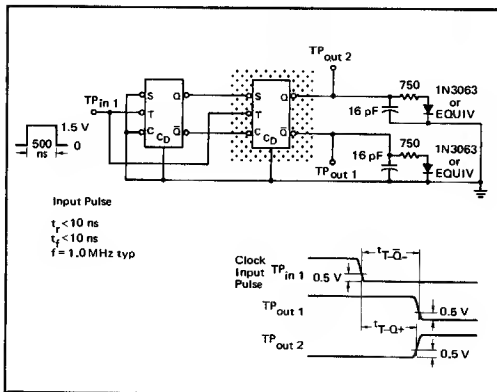 TP out 2
TP in 1
S Q
T
C C D Q̅
S Q
T
C C D Q̅
750
1N3063
or
EQUIV
16 pF
750
1N3063
or
EQUIV
16 pF
TP out 1
1.5 V
500
ns
0
Input Pulse
t r < 10 ns
t f < 10 ns
f = 1.0 MHz typ
t T–Q̅–
Clock
Input
Pulse
TP in 1
0.5 V
TP out 1
0.5 V
t T–Q+
TP out 2
0.5 V